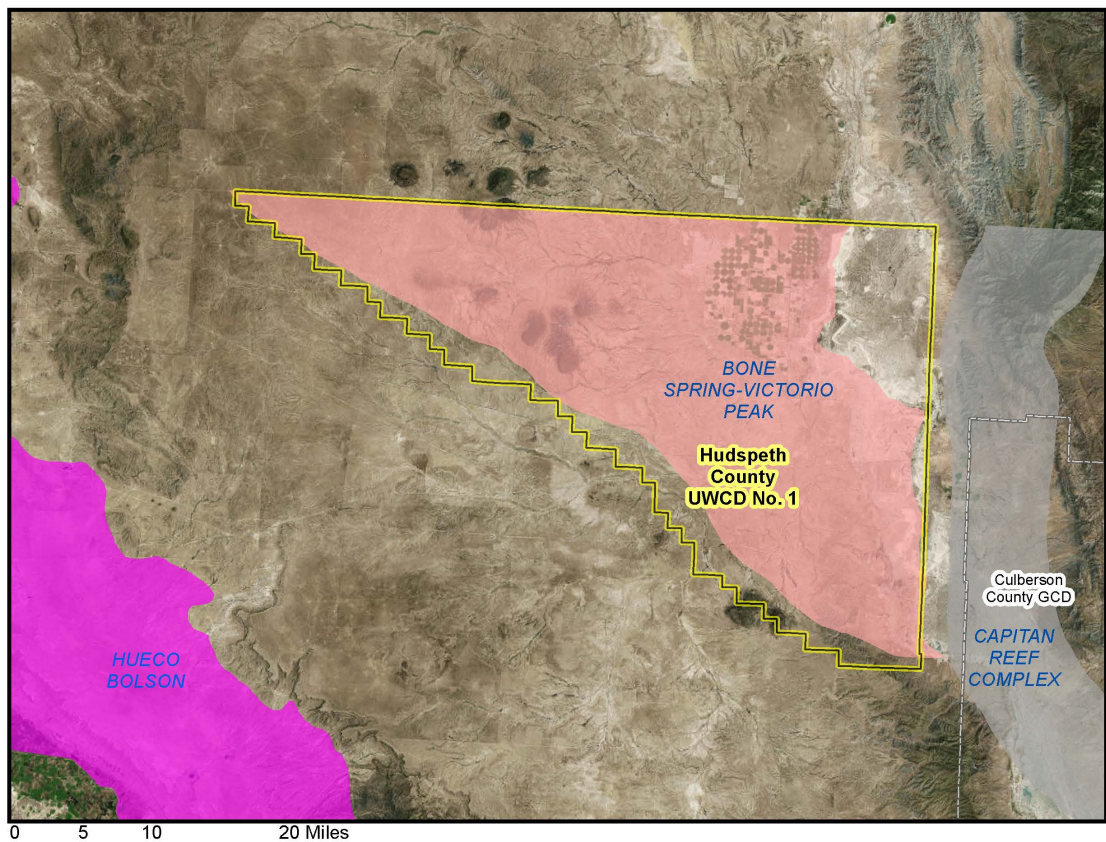 BONE
SPRING-VICTORIO
PEAK
Hudspeth
County
UWCD No. 1
Culberson
County GCD
CAPITAN
REEF
COMPLEX
HUECO
BOLSON
0 5 10 20 Miles